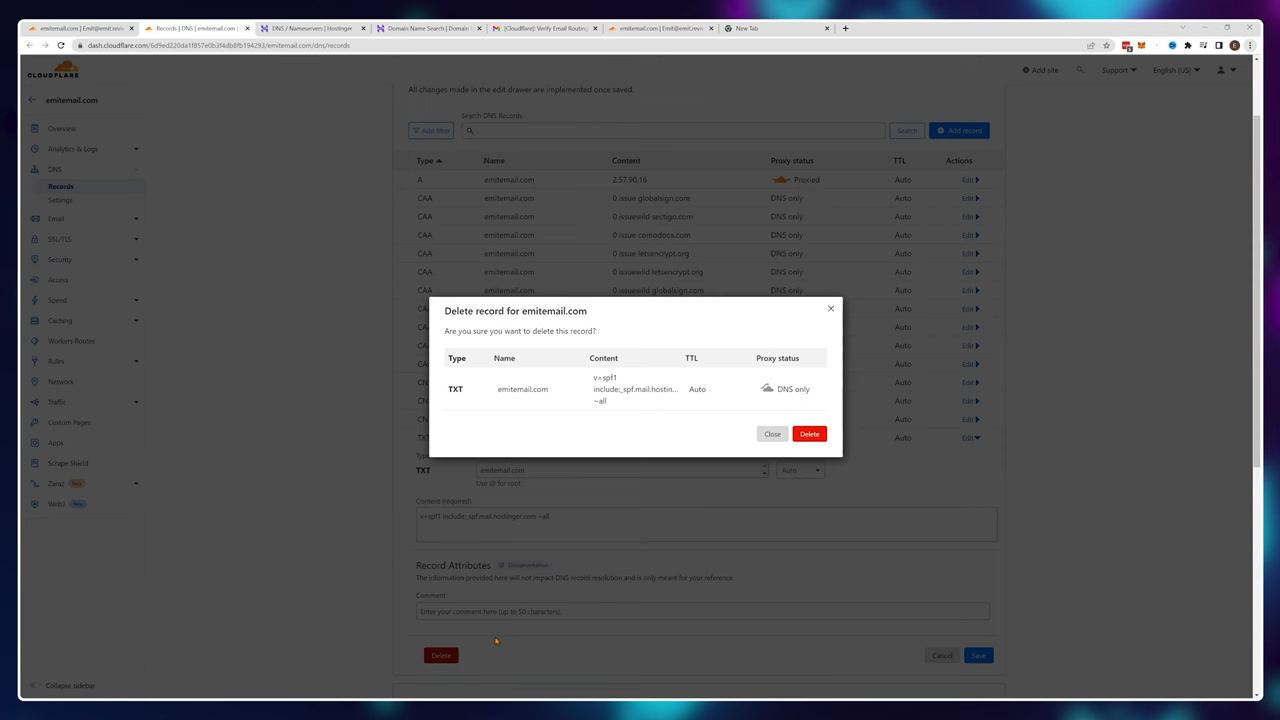 emitemail.com | Emit@emit.revie
Records | DNS | emitemail.com |
DNS / Nameservers | Hostinger
Domain Name Search | Domain
[Cloudflare]: Verify Email Routing
emitemail.com | Emit@emit.revie
New Tab
dash.cloudflare.com/6d9ed220da1f857e0b3f4db8fb194293/emitemail.com/dns/records
CLOUDFLARE
Add site
Support
English (US)
emitemail.com
Overview
Analytics & Logs
DNS
Records
Settings
Email
SSL/TLS
Security
Access
Speed
Caching
Workers Routes
Rules
Network
Traffic
Custom Pages
Apps
Scrape Shield
Zaraz Beta
Web3 Beta
Collapse sidebar
All changes made in the edit drawer are implemented once saved.
Search DNS Records
Add filter
Search
Add record
Type Name Content Proxy status TTL Actions
A emitemail.com 2.57.90.16 Proxied Auto Edit
CAA emitemail.com 0 issue globalsign.com DNS only Auto Edit
CAA emitemail.com 0 issuewild sectigo.com DNS only Auto Edit
CAA emitemail.com 0 issue comodoca.com DNS only Auto Edit
CAA emitemail.com 0 issue letsencrypt.org DNS only Auto Edit
CAA emitemail.com 0 issuewild letsencrypt.org DNS only Auto Edit
CAA emitemail.com 0 issuewild globalsign.com DNS only Auto Edit
Auto Edit
Auto Edit
Auto Edit
Auto Edit
Auto Edit
Auto Edit
Auto Edit
Auto Edit
Delete record for emitemail.com
Are you sure you want to delete this record?
Type Name Content TTL Proxy status
TXT emitemail.com v=spf1 Auto DNS only
include:_spf.mail.hostin...
~all
Close
Delete
TXT
emitemail.com
Auto
Use @ for root
Content (required)
v=spf1 include:_spf.mail.hostinger.com ~all
Record Attributes
Documentation
The information provided here will not impact DNS record resolution and is only meant for your reference.
Comment
Enter your comment here (up to 50 characters).
Delete
Cancel
Save